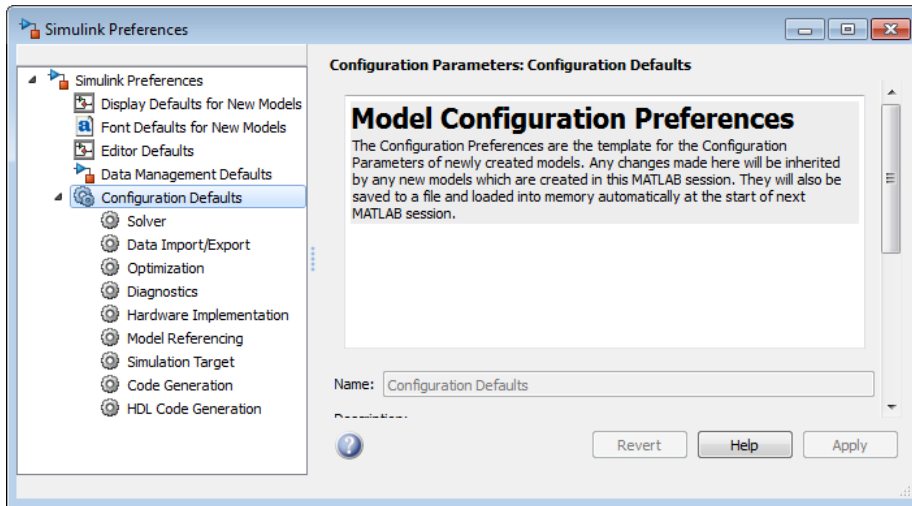 Simulink Preferences
Simulink Preferences
Display Defaults for New Models
Font Defaults for New Models
Editor Defaults
Data Management Defaults
Configuration Defaults
Solver
Data Import/Export
Optimization
Diagnostics
Hardware Implementation
Model Referencing
Simulation Target
Code Generation
HDL Code Generation
Configuration Parameters: Configuration Defaults
Model Configuration Preferences
The Configuration Preferences are the template for the Configuration
Parameters of newly created models. Any changes made here will be inherited
by any new models which are created in this MATLAB session. They will also be
saved to a file and loaded into memory automatically at the start of next
MATLAB session.
Name: Configuration Defaults
Revert Help Apply